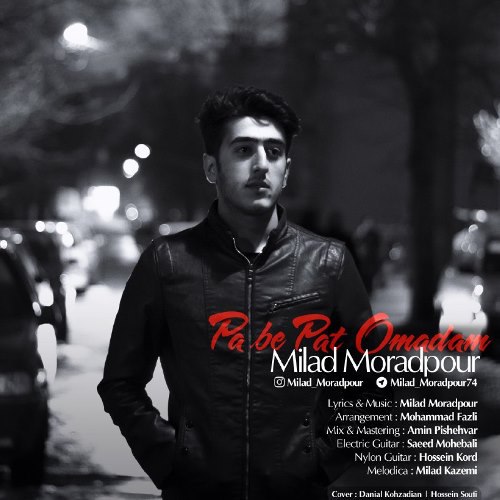 Pa be Pat Omadam
Milad Moradpour
Milad_Moradpour Milad_Moradpour74
Lyrics & Music : Milad Moradpour
Arrangement : Mohammad Fazli
Mix & Mastering : Amin Pishehvar
Electric Guitar : Saeed Mohebali
Nylon Guitar : Hossein Kord
Melodica : Milad Kazemi
Cover : Danial Kohzadian | Hossein Souti